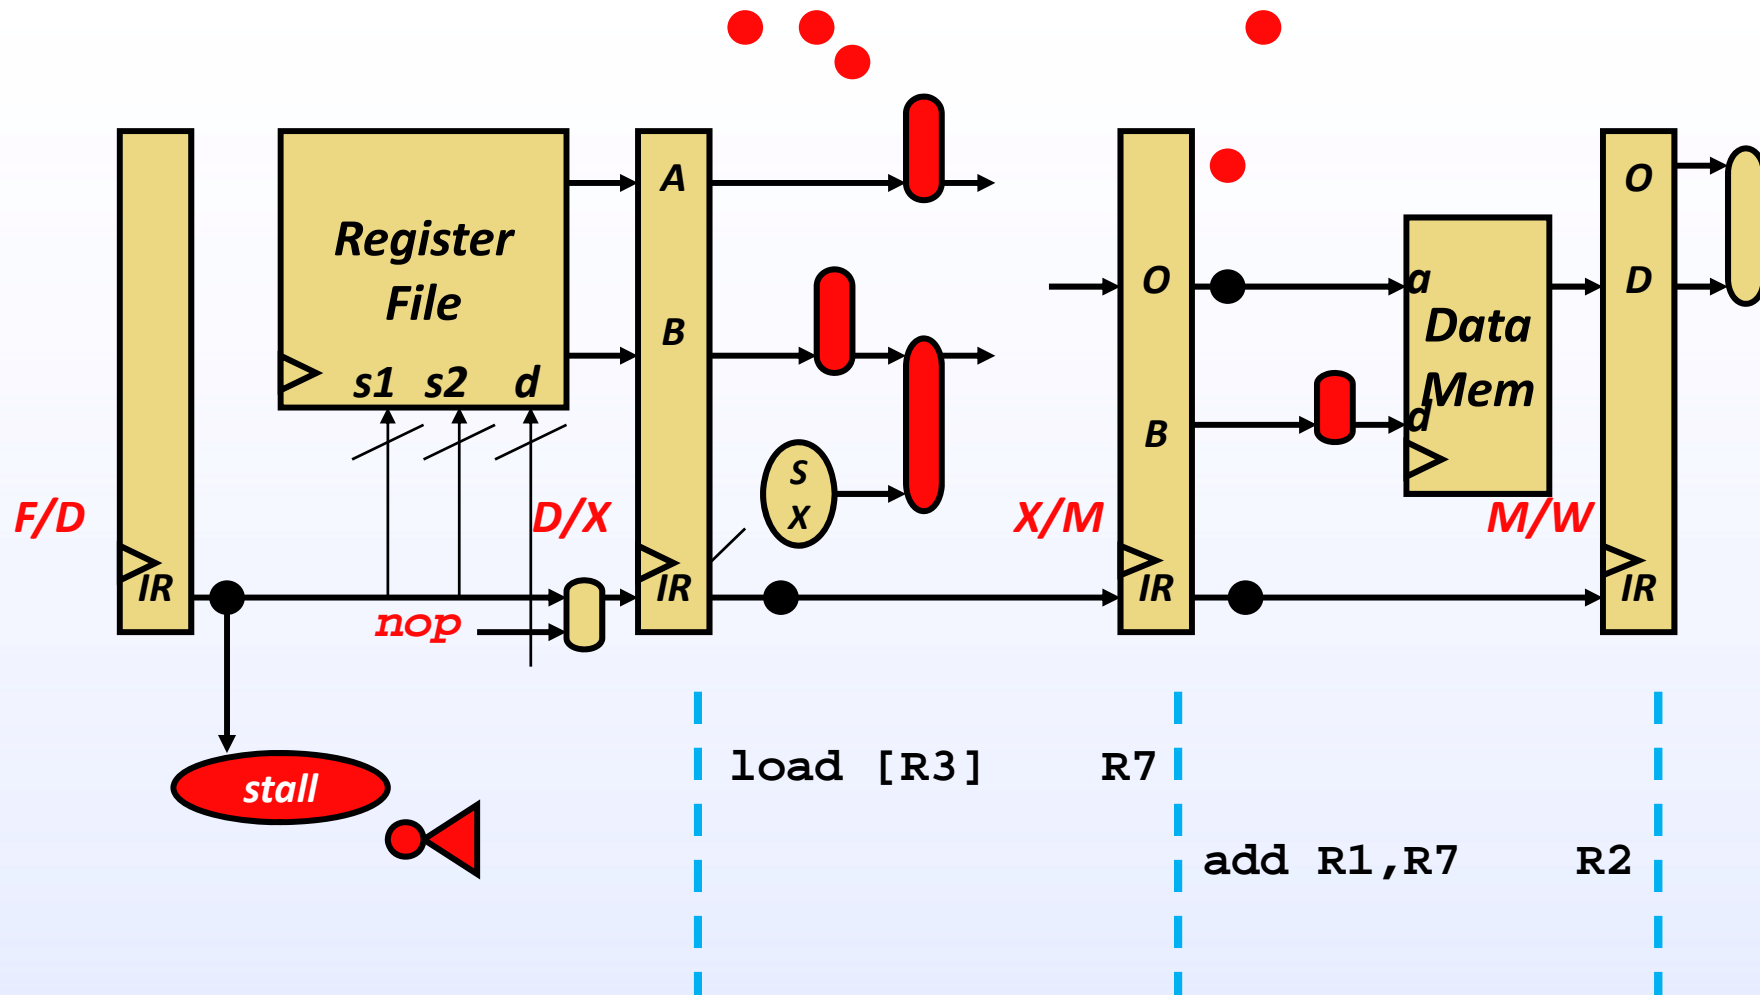 A
O
Register
File
O
D
a
B
Data
Mem
s1 s2 d
d
B
S
X
F/D
D/X
X/M
M/W
IR
IR
IR
IR
nop
stall
load [R3] R7
add R1,R7 R2